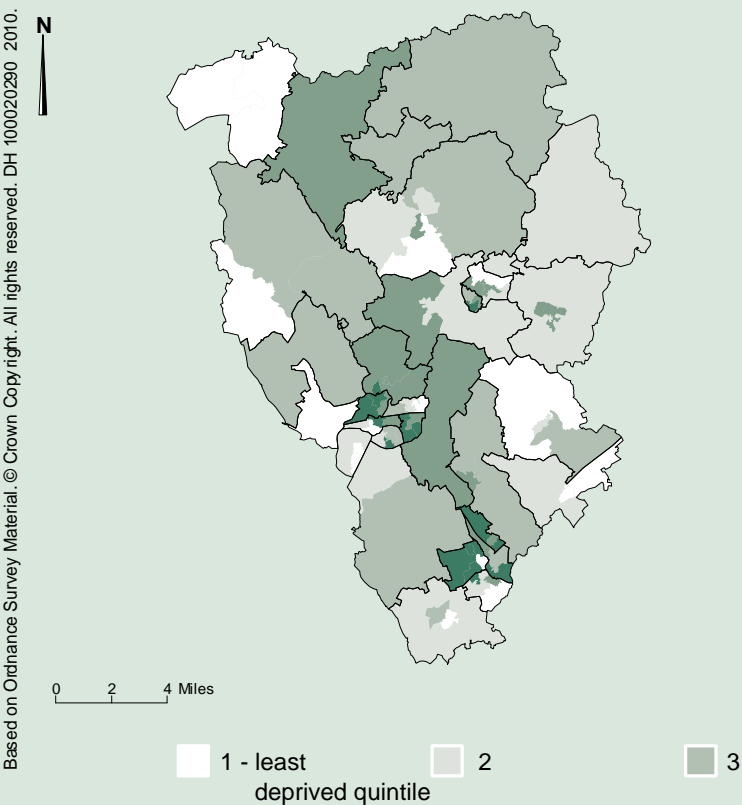 Based on Ordnance Survey Material. © Crown Copyright. All rights reserved. DH 100020290 2010.
N
0 2 4 Miles
1 - least 2 3
deprived quintile